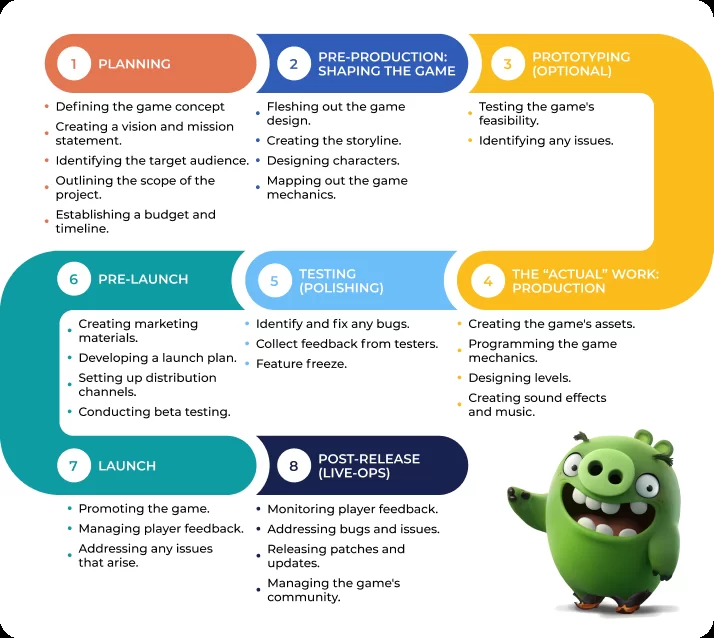 1 PLANNING
Defining the game concept
Creating a vision and mission
statement.
Identifying the target audience.
Outlining the scope of the
project.
Establishing a budget and
timeline.
2 PRE-PRODUCTION:
SHAPING THE GAME
Fleshing out the game
design.
Creating the storyline.
Designing characters.
Mapping out the game
mechanics.
3 PROTOTYPING
(OPTIONAL)
Testing the game's
feasibility.
Identifying any issues.
4 THE “ACTUAL” WORK:
PRODUCTION
Creating the game's assets.
Programming the game
mechanics.
Designing levels.
Creating sound effects
and music.
5 TESTING
(POLISHING)
Identify and fix any bugs.
Collect feedback from testers.
Feature freeze.
6 PRE-LAUNCH
Creating marketing
materials.
Developing a launch plan.
Setting up distribution
channels.
Conducting beta testing.
7 LAUNCH
Promoting the game.
Managing player feedback.
Addressing any issues
that arise.
8 POST-RELEASE
(LIVE-OPS)
Monitoring player feedback.
Addressing bugs and issues.
Releasing patches and
updates.
Managing the game's
community.